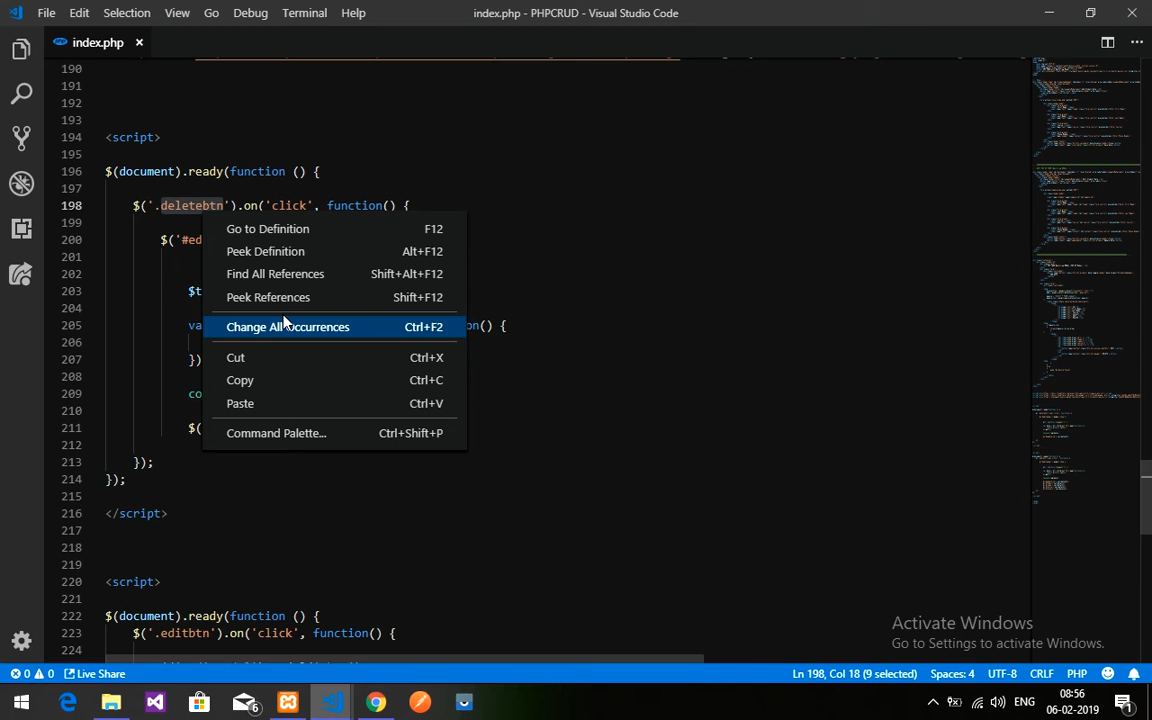 File Edit Selection View Go Debug Terminal Help
index.php - PHPCRUD - Visual Studio Code
index.php
190
191
192
193
194 <script>
195
196 $(document).ready(function () {
197
198 $('.deletebtn').on('click', function() {
199
200 $('#ed
201
202
203 $t
204
205 va on() {
206
207 })
208
209 co
210
211 $(
212
213 });
214 });
215
216 </script>
217
218
219
220 <script>
221
222 $(document).ready(function () {
223 $('.editbtn').on('click', function() {
224
Go to Definition F12
Peek Definition Alt+F12
Find All References Shift+Alt+F12
Peek References Shift+F12
Change All Occurrences Ctrl+F2
Cut Ctrl+X
Copy Ctrl+C
Paste Ctrl+V
Command Palette... Ctrl+Shift+P
Activate Windows
Go to Settings to activate Windows.
0 0 Live Share
Ln 198, Col 18 (9 selected) Spaces: 4 UTF-8 CRLF PHP
6
ENG
08:56
06-02-2019
1